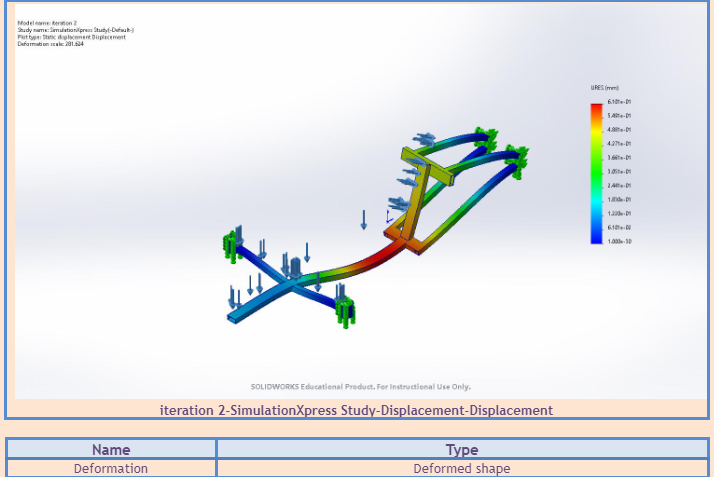 Model name: iteration 2
Study name: SimulationXpress Study(-Default-)
Plot type: Static displacement Displacement
Deformation scale: 281.624
URES (mm)
6.101e-01
5.491e-01
4.881e-01
4.271e-01
3.661e-01
3.051e-01
2.441e-01
1.830e-01
1.220e-01
6.101e-02
1.000e-30
SOLIDWORKS Educational Product. For Instructional Use Only.
iteration 2-SimulationXpress Study-Displacement-Displacement
Name Type
Deformation Deformed shape